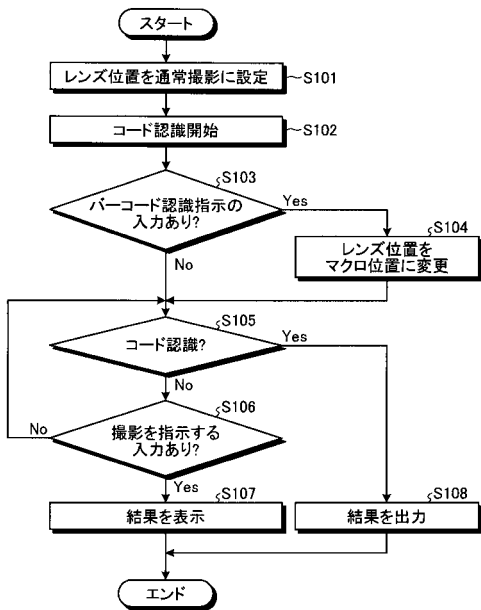 スタート
レンズ位置を通常撮影に設定
S101
コード認識開始
S102
S103
バーコード認識指示の
入力あり?
Yes
No
S104
レンズ位置を
マクロ位置に変更
S105
コード認識?
Yes
No
S106
撮影を指示する
入力あり?
No
Yes
S107
結果を表示
S108
結果を出力
エンド